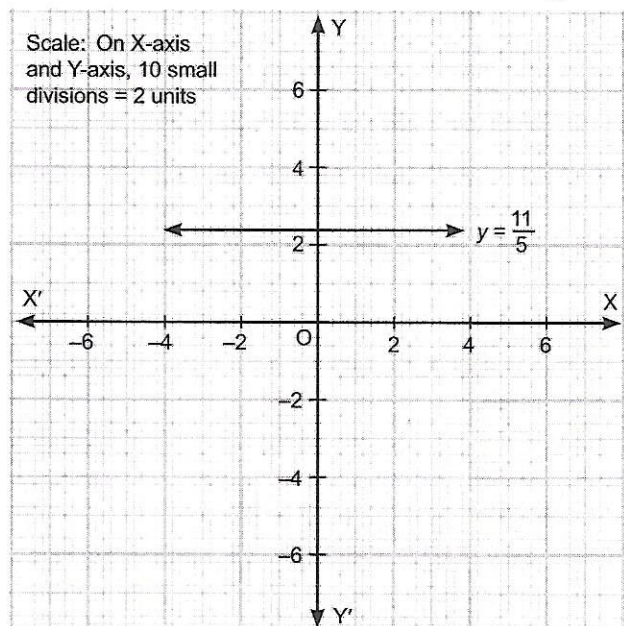 Scale: On X-axis
and Y-axis, 10 small
divisions = 2 units
Y
6
4
2
y = 11/5
X′
X
–6 –4 –2 O 2 4 6
–2
–4
–6
Y′